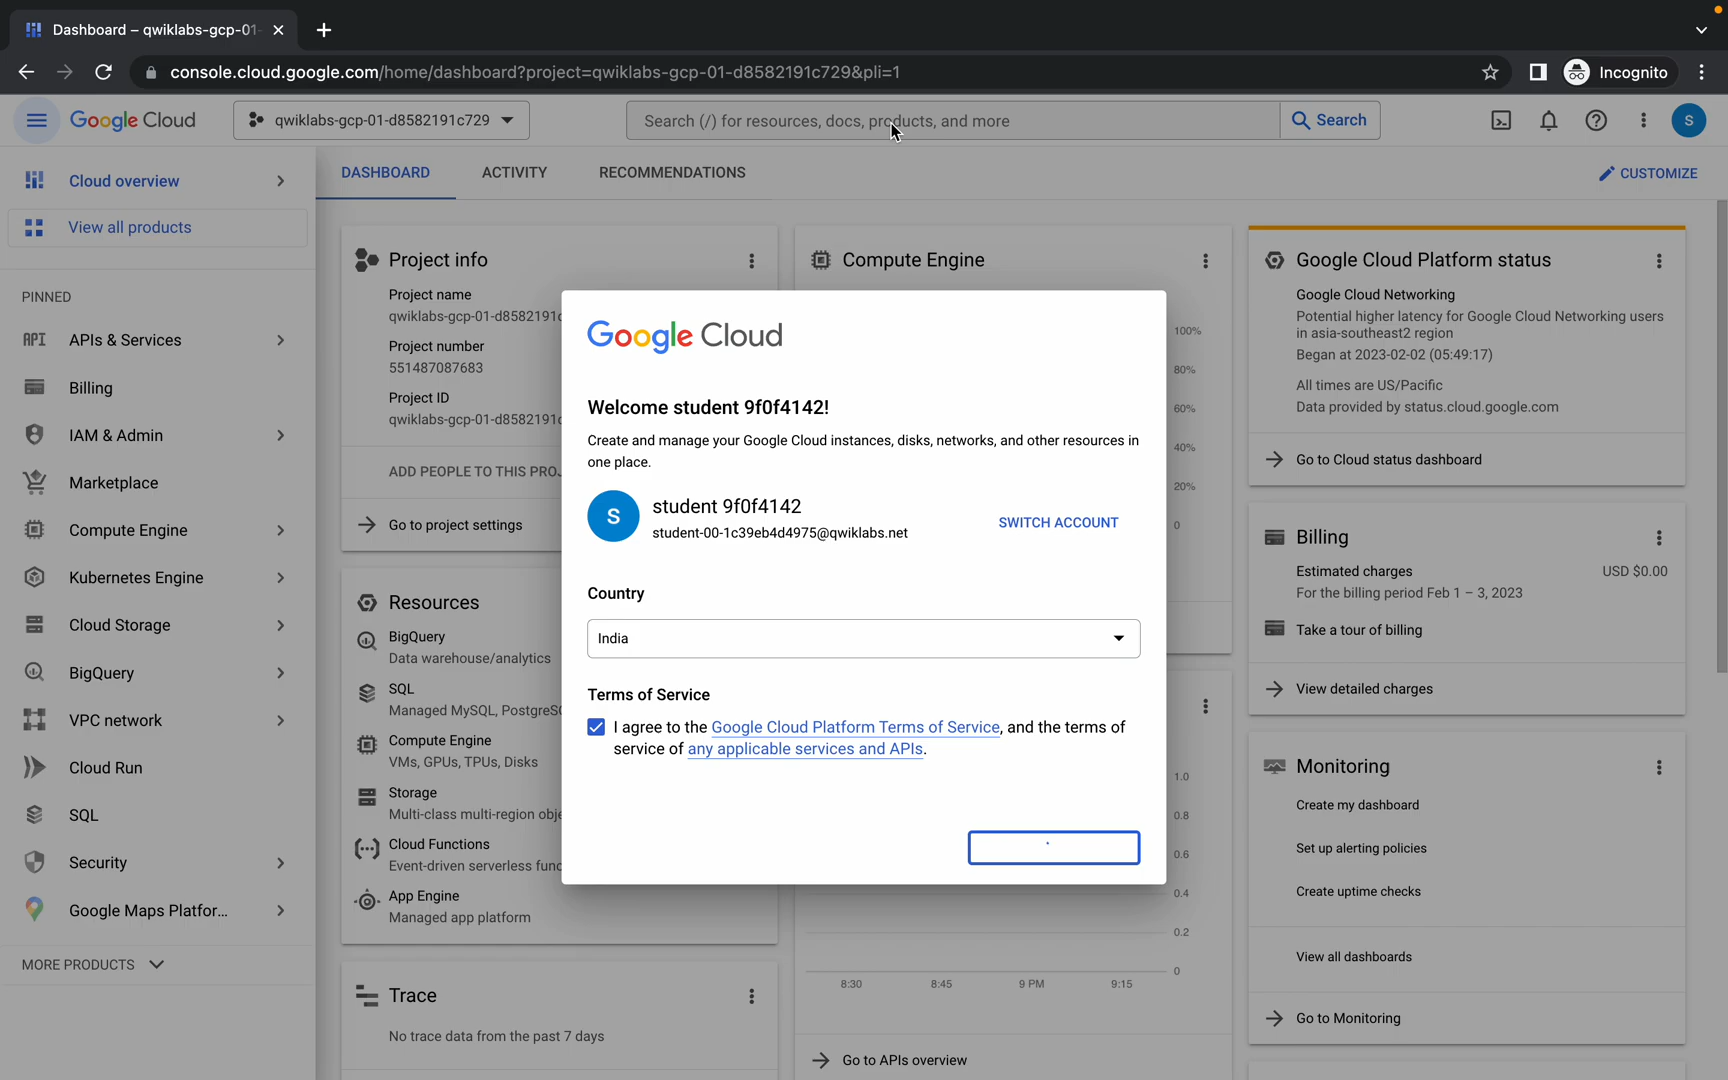 Dashboard – qwiklabs-gcp-01-
console.cloud.google.com/home/dashboard?project=qwiklabs-gcp-01-d8582191c729&pli=1
Incognito
Google Cloud
qwiklabs-gcp-01-d8582191c729
Search (/) for resources, docs, products, and more
Search
S
Cloud overview
View all products
PINNED
API APIs & Services
Billing
IAM & Admin
Marketplace
Compute Engine
Kubernetes Engine
Cloud Storage
BigQuery
VPC network
Cloud Run
SQL
Security
Google Maps Platfor...
MORE PRODUCTS
DASHBOARD
ACTIVITY
RECOMMENDATIONS
CUSTOMIZE
Project info
Project name
qwiklabs-gcp-01-d8582191c
Project number
551487087683
Project ID
qwiklabs-gcp-01-d8582191c
ADD PEOPLE TO THIS PROJ
Go to project settings
Resources
BigQuery
Data warehouse/analytics
SQL
Managed MySQL, PostgreS
Compute Engine
VMs, GPUs, TPUs, Disks
Storage
Multi-class multi-region obje
Cloud Functions
Event-driven serverless func
App Engine
Managed app platform
Trace
No trace data from the past 7 days
Compute Engine
100%
80%
60%
40%
20%
0
1.0
0.8
0.6
0.4
0.2
0
8:30
8:45
9 PM
9:15
Go to APIs overview
Google Cloud
Welcome student 9f0f4142!
Create and manage your Google Cloud instances, disks, networks, and other resources in
one place.
S
student 9f0f4142
student-00-1c39eb4d4975@qwiklabs.net
SWITCH ACCOUNT
Country
India
Terms of Service
I agree to the Google Cloud Platform Terms of Service, and the terms of
service of any applicable services and APIs.
Google Cloud Platform status
Google Cloud Networking
Potential higher latency for Google Cloud Networking users
in asia-southeast2 region
Began at 2023-02-02 (05:49:17)
All times are US/Pacific
Data provided by status.cloud.google.com
Go to Cloud status dashboard
Billing
Estimated charges
USD $0.00
For the billing period Feb 1 – 3, 2023
Take a tour of billing
View detailed charges
Monitoring
Create my dashboard
Set up alerting policies
Create uptime checks
View all dashboards
Go to Monitoring